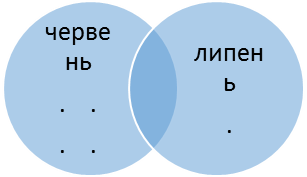 черве
нь
. .
. .
липен
ь
.